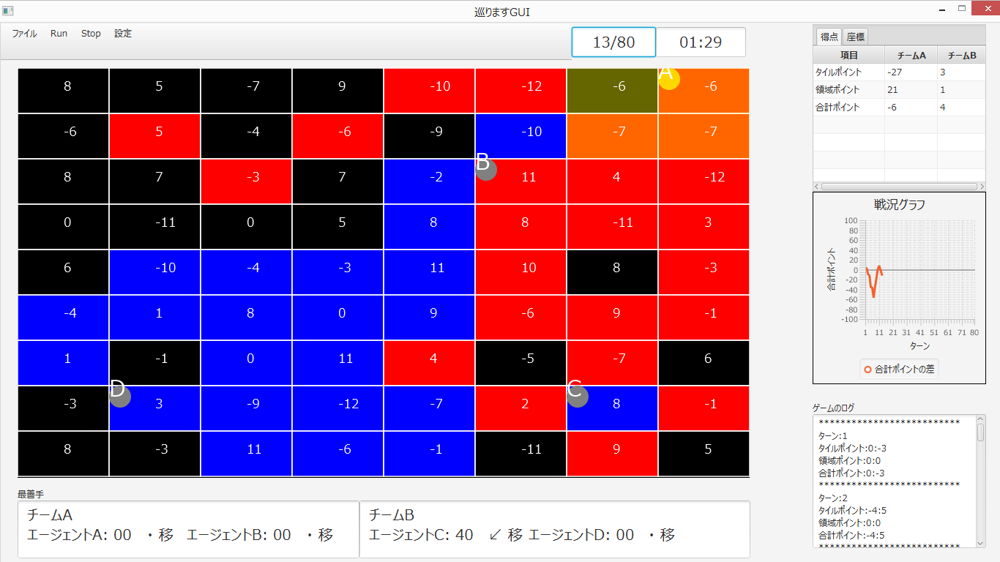 巡りますGUI
ファイル Run Stop 設定
13/80 01:29
8 5 -7 9 -10 -12 -6 A -6
-6 5 -4 -6 -9 -10 -7 -7
8 7 -3 7 -2 B 11 4 -12
0 -11 0 5 8 8 -11 3
6 -10 -4 -3 11 10 8 -3
-4 1 8 0 9 -6 9 -1
1 -1 0 11 4 -5 -7 6
-3 D 3 -9 -12 -7 2 C 8 -1
8 -3 11 -6 -1 -11 9 5
最善手
チームA
エージェントA: 00 ・ 移 エージェントB: 00 ・ 移
チームB
エージェントC: 40 ↙ 移 エージェントD: 00 ・ 移
得点 座標
項目 チームA チームB
タイルポイント -27 3
領域ポイント 21 1
合計ポイント -6 4
戦況グラフ
合計ポイント
100
80
60
40
20
0
-20
-40
-60
-80
-100
1 11 21 31 41 51 61 71 80
ターン
合計ポイントの差
ゲームのログ
**************************
ターン:1
タイルポイント:0:-3
領域ポイント:0:0
合計ポイント:0:-3
**************************
ターン:2
タイルポイント:-4:5
領域ポイント:0:0
合計ポイント:-4:5
**************************